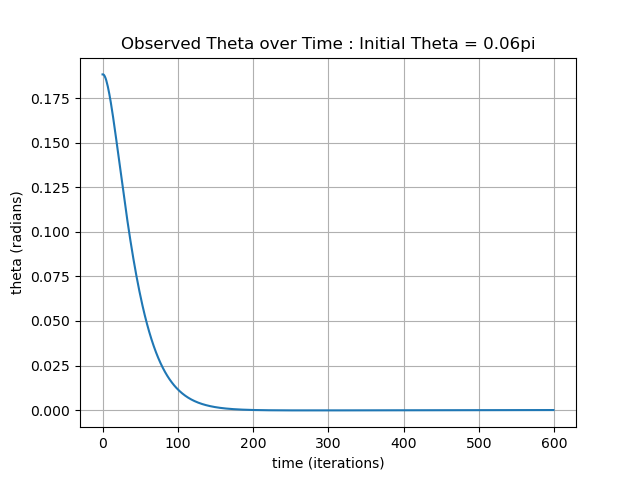 Observed Theta over Time : Initial Theta = 0.06pi
0.175
0.150
0.125
0.100
0.075
0.050
0.025
0.000
theta (radians)
0 100 200 300 400 500 600
time (iterations)